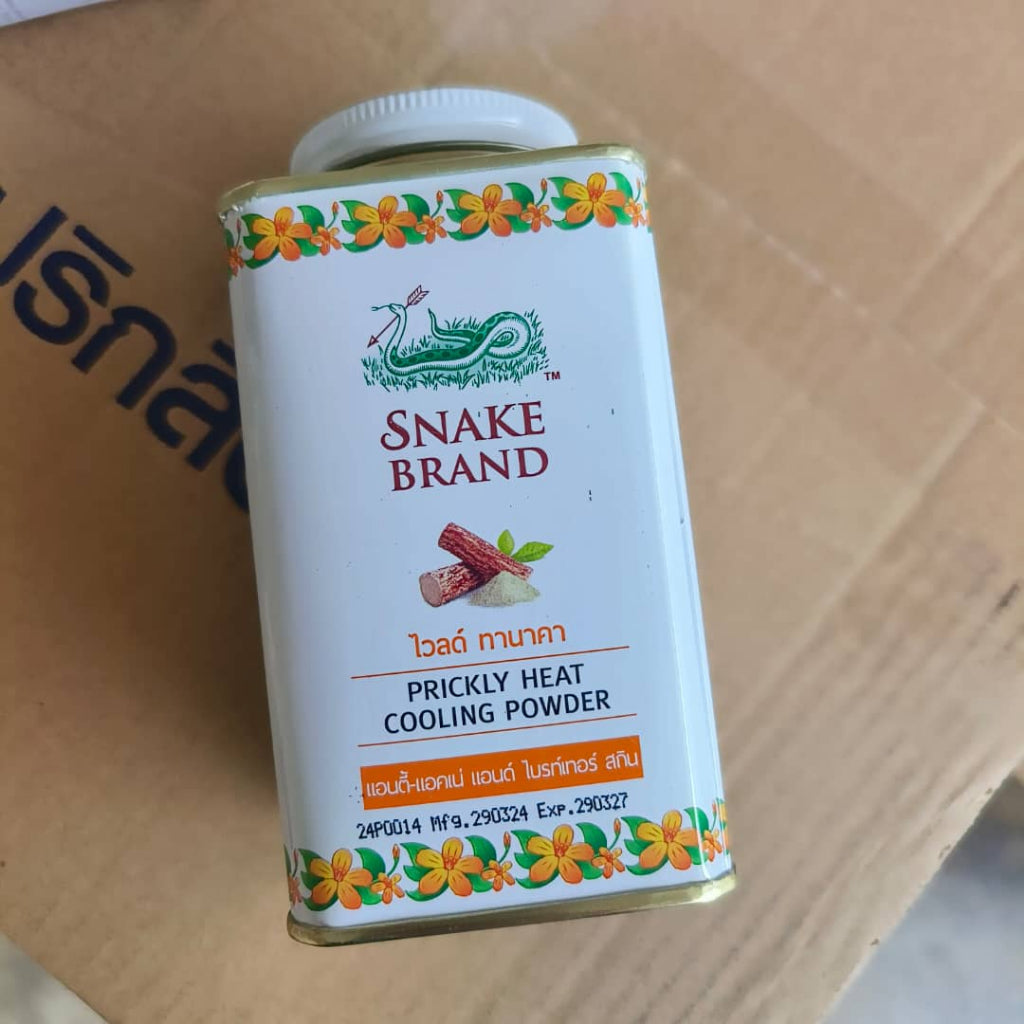 TM
SNAKE
BRAND
ไวลด์ ทานาคา
PRICKLY HEAT
COOLING POWDER
แอนตี้-แอคเน่ แอนด์ ไบรท์เทอร์ สกิน
24P0014 Mfg.290324 Exp.290327